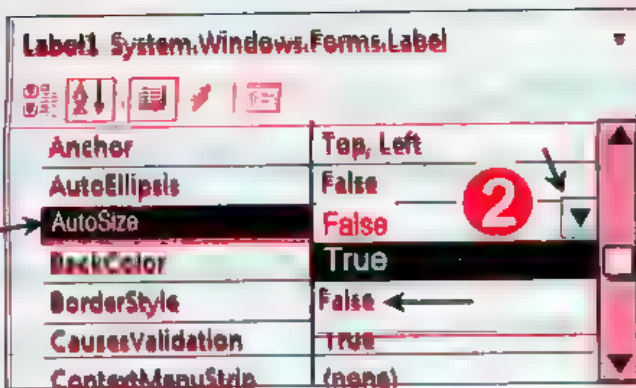 Label1 System.Windows.Forms.Label
Anchor Top, Left
AutoEllipsis False
2
AutoSize False
BackColor True
BorderStyle False
CausesValidation True
ContextMenuStrip (none)